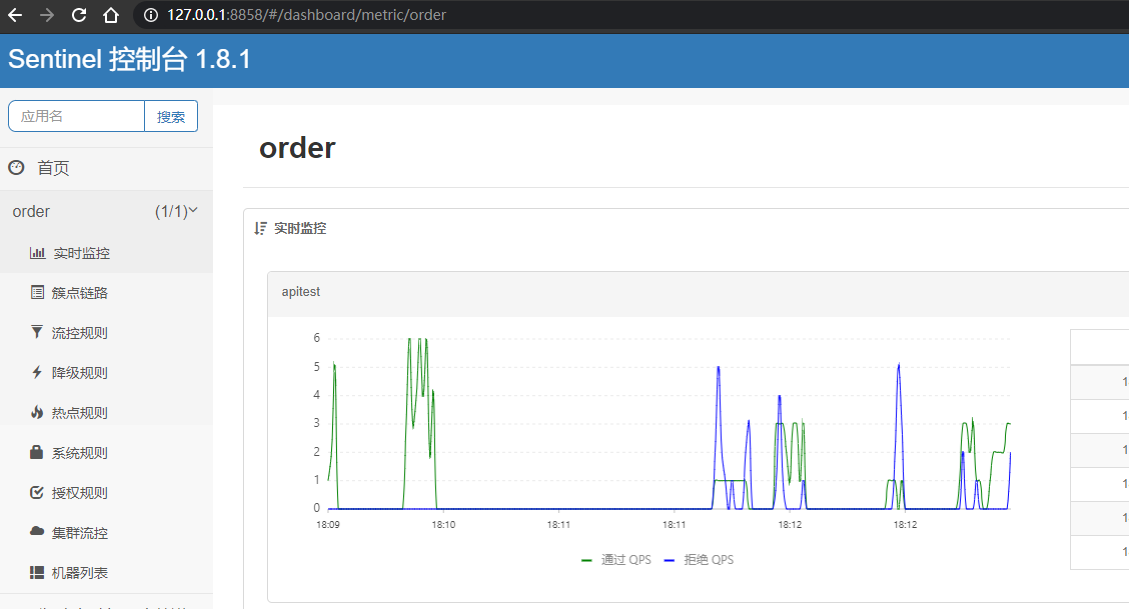 127.0.0.1:8858/#/dashboard/metric/order
Sentinel 控制台 1.8.1
应用名 搜索
首页
order (1/1)
实时监控
簇点链路
流控规则
降级规则
热点规则
系统规则
授权规则
集群流控
机器列表
order
实时监控
apitest
6
5
4
3
2
1
0
18:09 18:10 18:11 18:11 18:12 18:12
通过 QPS 拒绝 QPS
1
1
1
1
1
1